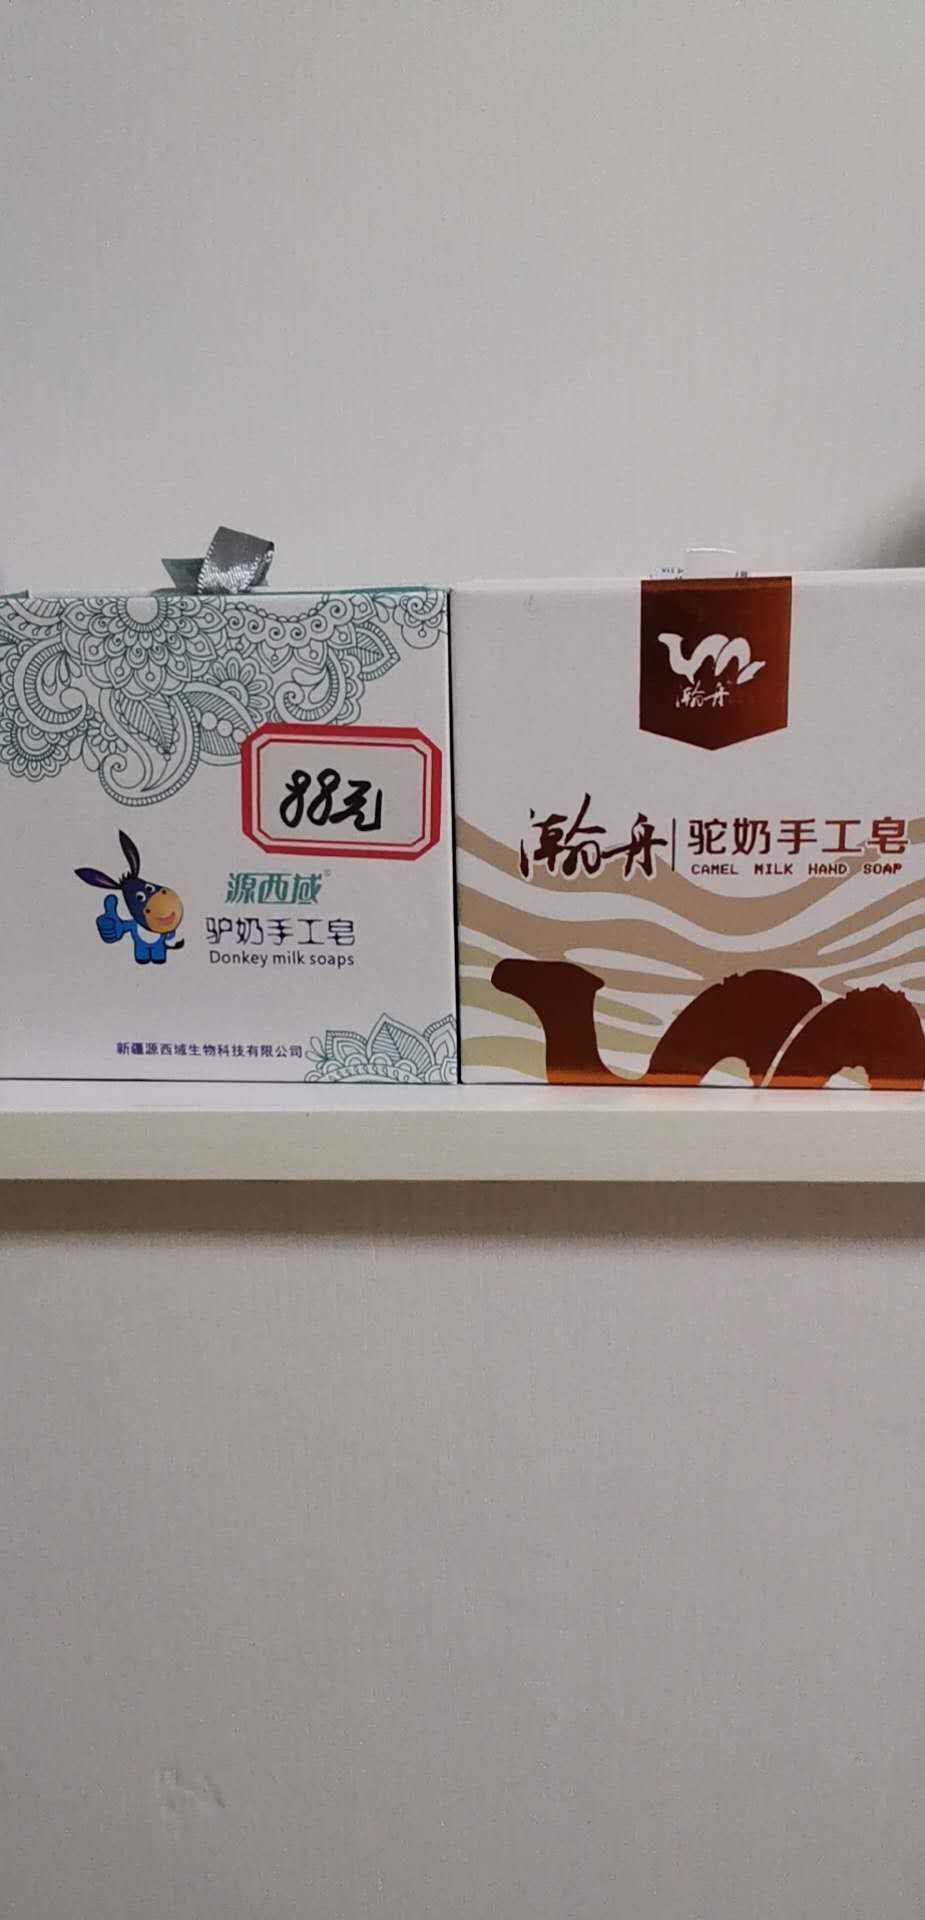 88元
源西域®
驴奶手工皂
Donkey milk soaps
新疆源西域生物科技有限公司
瀚舟
瀚舟 驼奶手工皂
CAMEL MILK HAND SOAP